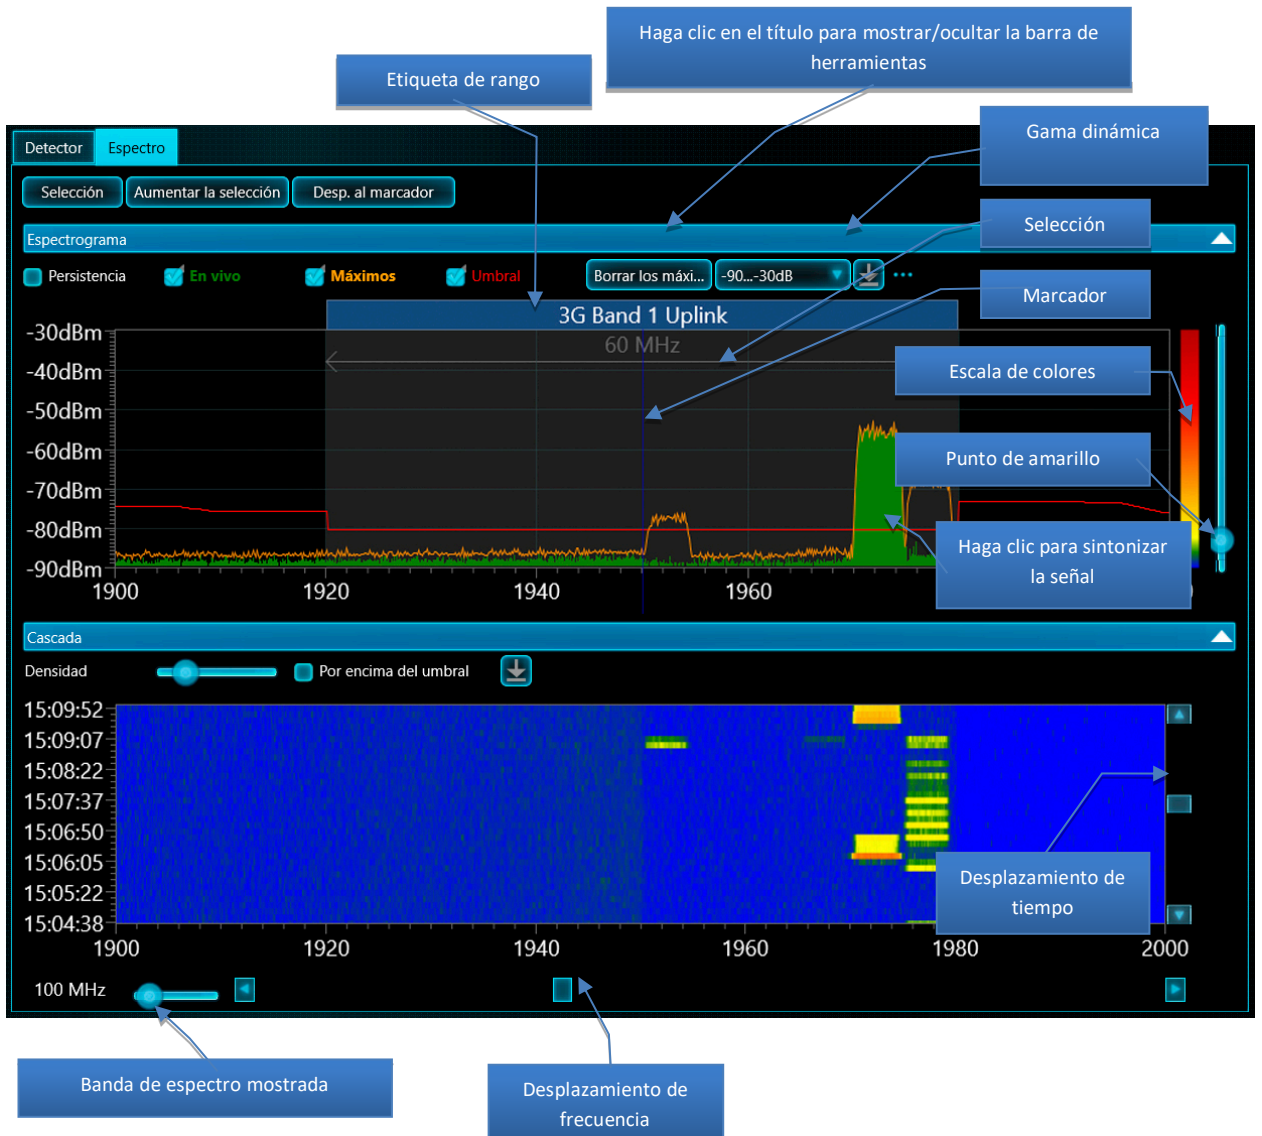 Haga clic en el título para mostrar/ocultar la barra de
herramientas
Etiqueta de rango
Gama dinámica
Detector
Espectro
Selección
Aumentar la selección
Desp. al marcador
Selección
Espectrograma
Persistencia
En vivo
Máximos
Umbral
Borrar los máxi...
-90...-30dB
Marcador
3G Band 1 Uplink
60 MHz
-30dBm
-40dBm
-50dBm
-60dBm
-70dBm
-80dBm
-90dBm
Escala de colores
Punto de amarillo
Haga clic para sintonizar
la señal
1900
1920
1940
1960
Cascada
Densidad
Por encima del umbral
15:09:52
15:09:07
15:08:22
15:07:37
15:06:50
15:06:05
15:05:22
15:04:38
Desplazamiento de
tiempo
1900
1920
1940
1960
1980
2000
100 MHz
Banda de espectro mostrada
Desplazamiento de
frecuencia